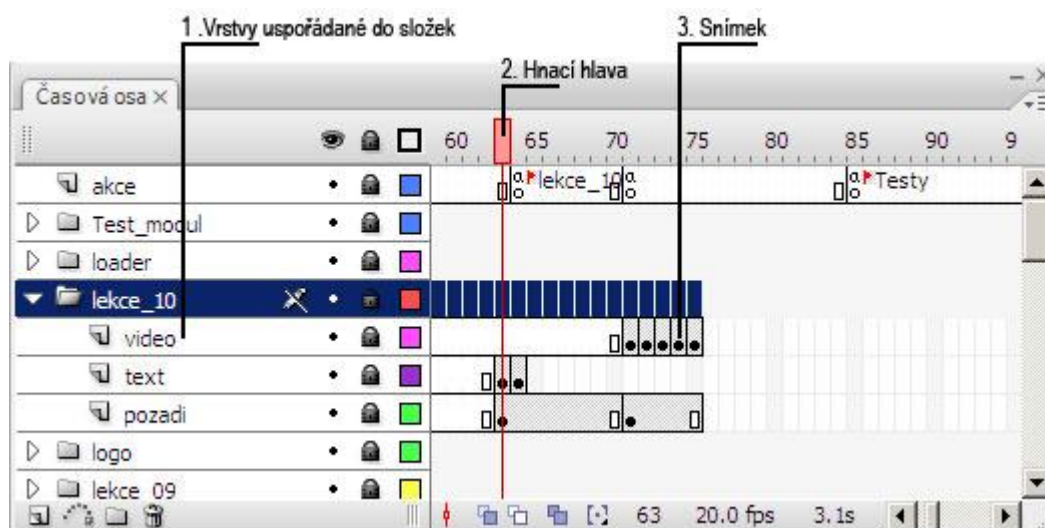 1 .Vrstvy uspořádané do složek
3. Snímek
2. Hnací hlava
Časová osa ×
60 65 70 75 80 85 90 9
akce
lekce_10
Testy
Test_modul
loader
lekce_10
video
text
pozadi
logo
lekce_09
63 20.0 fps 3.1s